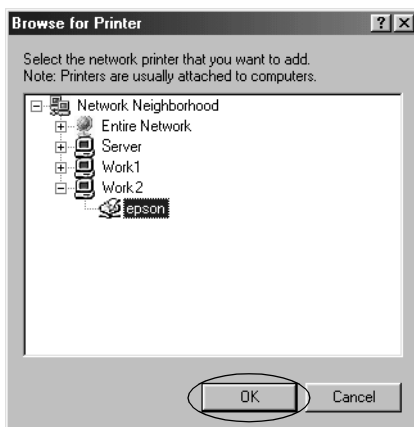 Browse for Printer
Select the network printer that you want to add.
Note: Printers are usually attached to computers.
Network Neighborhood
Entire Network
Server
Work1
Work2
epson
OK Cancel